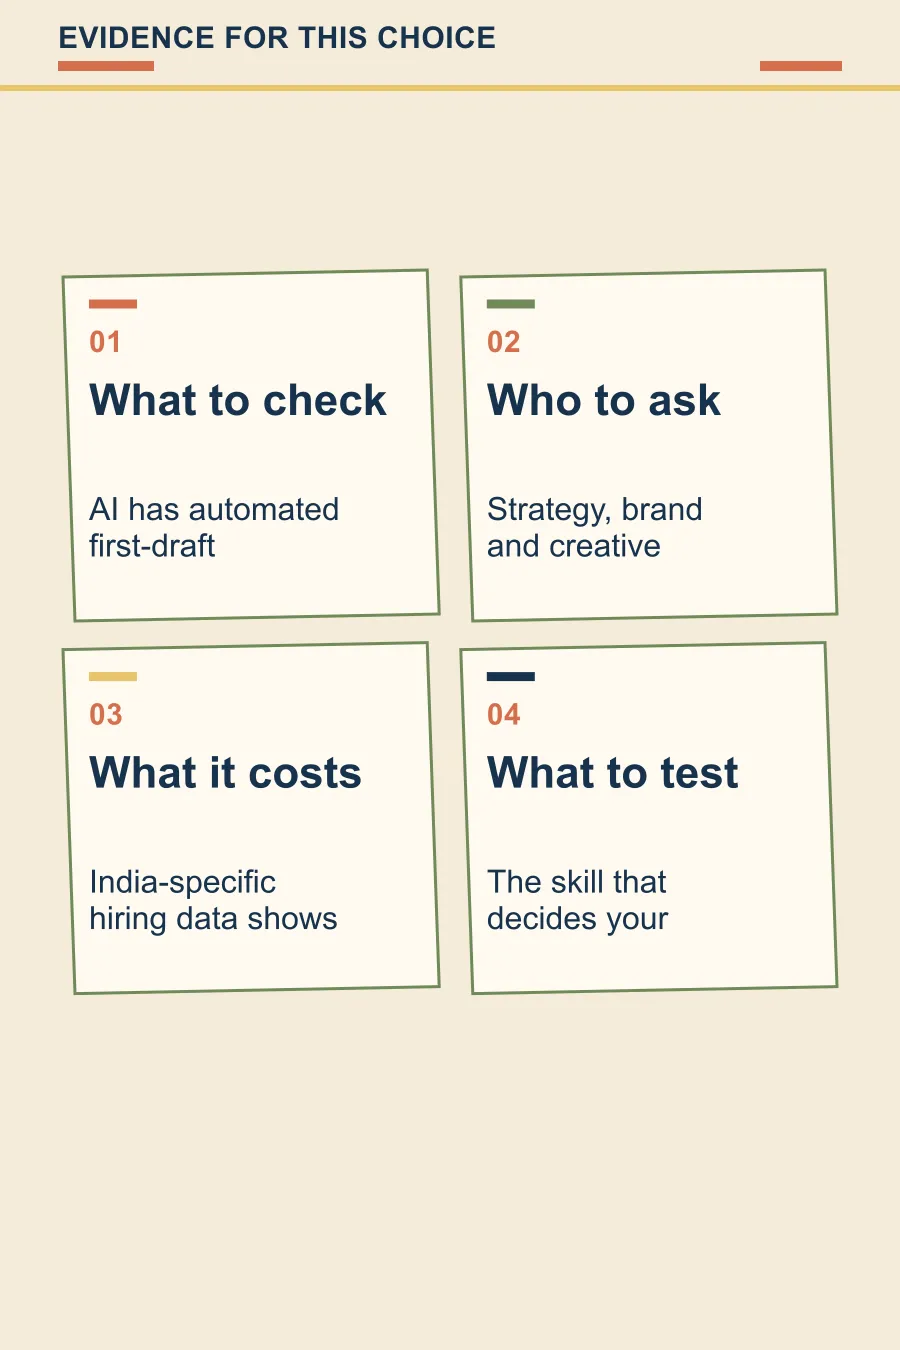 EVIDENCE FOR THIS CHOICE
01
What to check
AI has automated
first-draft
02
Who to ask
Strategy, brand
and creative
03
What it costs
India-specific
hiring data shows
04
What to test
The skill that
decides your